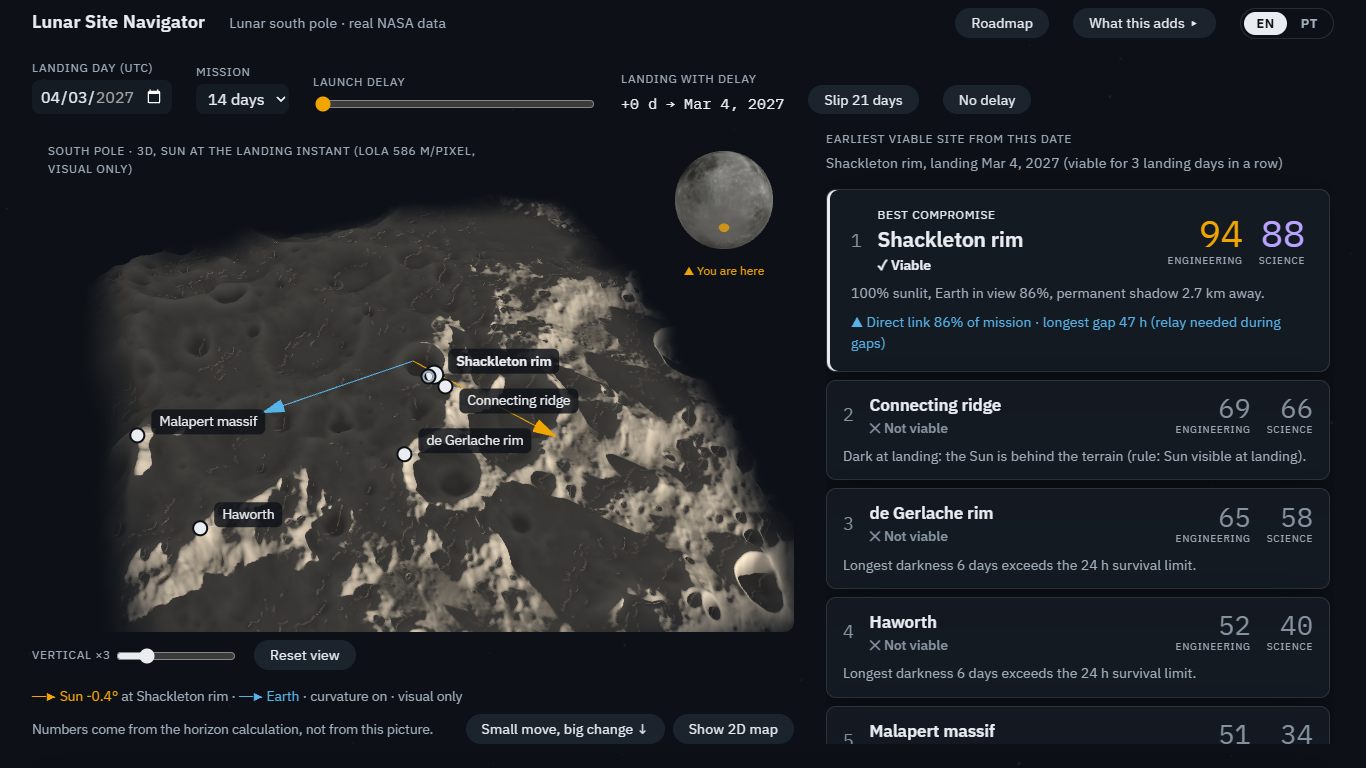 Lunar Site Navigator
Lunar south pole · real NASA data
Roadmap
What this adds ▸
EN
PT
LANDING DAY (UTC)
04/03/2027
MISSION
14 days
LAUNCH DELAY
LANDING WITH DELAY
+0 d → Mar 4, 2027
Slip 21 days
No delay
SOUTH POLE · 3D, SUN AT THE LANDING INSTANT (LOLA 586 M/PIXEL,
VISUAL ONLY)
▲ You are here
Shackleton rim
Connecting ridge
Malapert massif
de Gerlache rim
Haworth
VERTICAL ×3
Reset view
Sun -0.4° at Shackleton rim · Earth · curvature on · visual only
Numbers come from the horizon calculation, not from this picture.
Small move, big change ↓
Show 2D map
EARLIEST VIABLE SITE FROM THIS DATE
Shackleton rim, landing Mar 4, 2027 (viable for 3 landing days in a row)
BEST COMPROMISE
1
Shackleton rim
✓ Viable
94
ENGINEERING
88
SCIENCE
100% sunlit, Earth in view 86%, permanent shadow 2.7 km away.
▲ Direct link 86% of mission · longest gap 47 h (relay needed during
gaps)
2
Connecting ridge
✕ Not viable
69
ENGINEERING
66
SCIENCE
Dark at landing: the Sun is behind the terrain (rule: Sun visible at landing).
3
de Gerlache rim
✕ Not viable
65
ENGINEERING
58
SCIENCE
Longest darkness 6 days exceeds the 24 h survival limit.
4
Haworth
✕ Not viable
52
ENGINEERING
40
SCIENCE
Longest darkness 6 days exceeds the 24 h survival limit.
5
Malapert massif
51
34